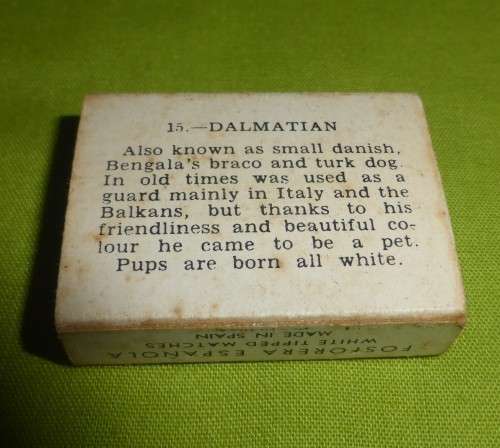 15.—DALMATIAN
Also known as small danish,
Bengala's braco and turk dog.
In old times was used as a
guard mainly in Italy and the
Balkans, but thanks to his
friendliness and beautiful co-
lour he came to be a pet.
Pups are born all white.
FOSFORERA ESPAÑOLA
WHITE TIPPED MATCHES
MADE IN SPAIN